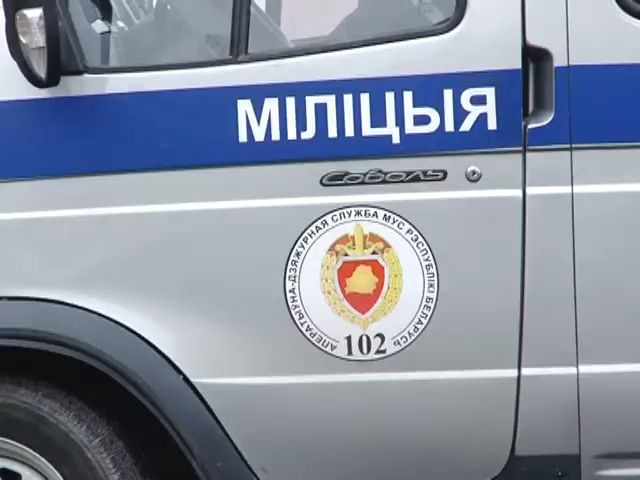 МІЛІЦЫЯ
Соболь
АПЕРАТЫЎНА-ДЗЯЖУРНАЯ СЛУЖБА МУС РЭСПУБЛІКІ БЕЛАРУСЬ
102